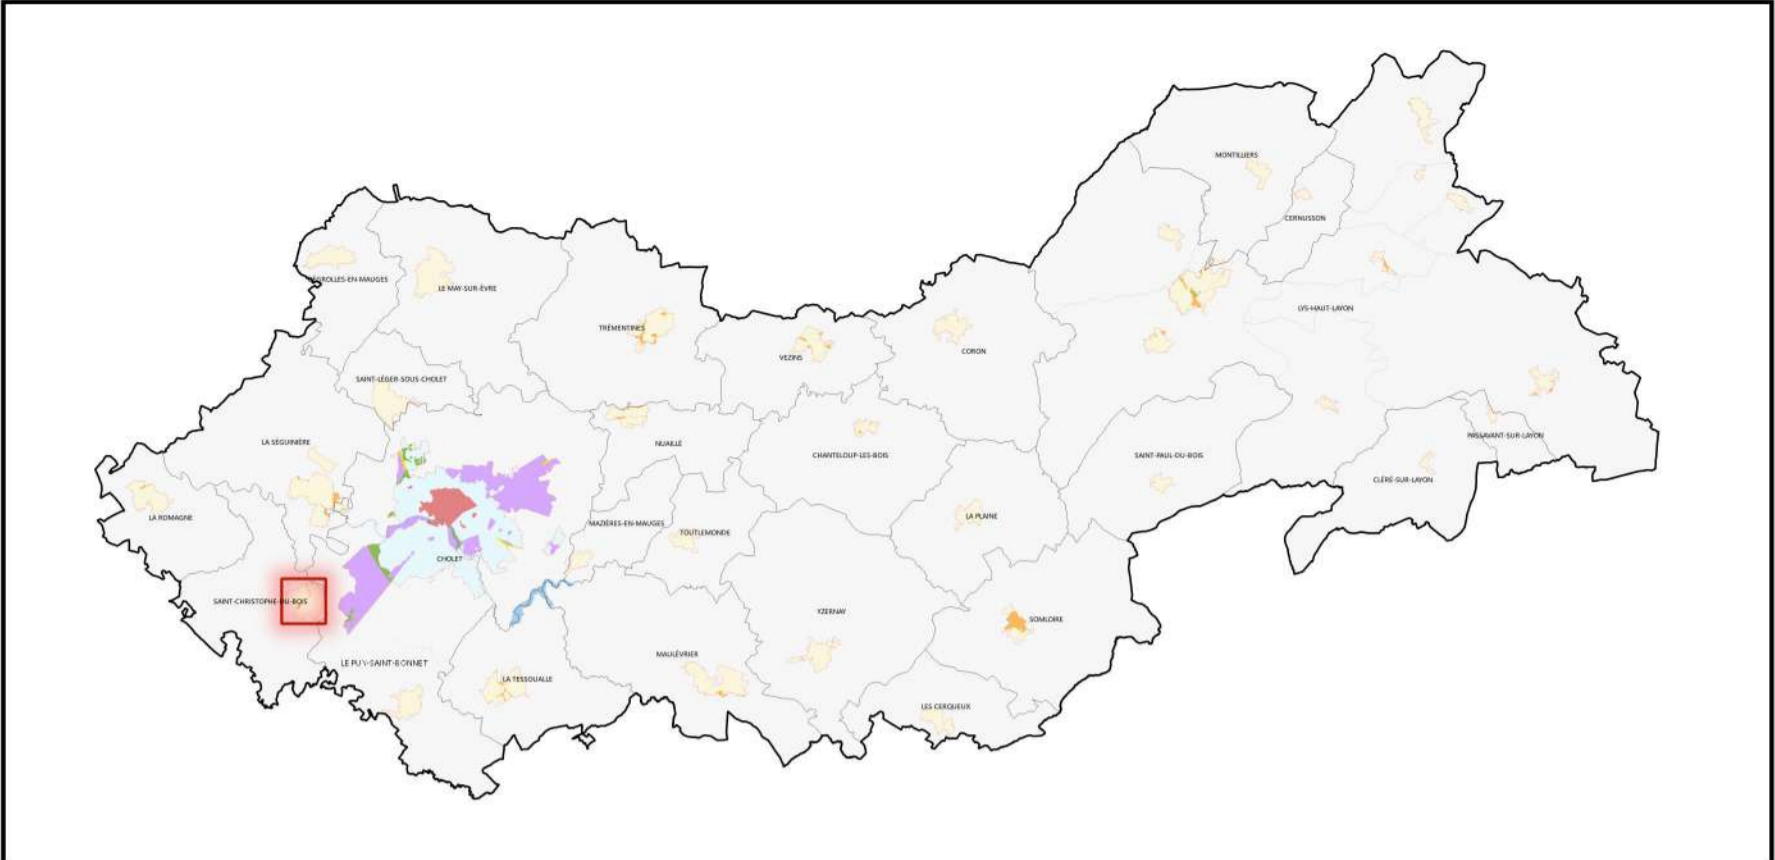 MONTILLIERS
CERNUSSON
BÉGROLLES-EN-MAUGES
LE MAY-SUR-ÈVRE
LYS-HAUT-LAYON
TRÉMENTINES
VEZINS
CORON
SAINT-LÉGER-SOUS-CHOLET
LA SÉGUINIÈRE
NUAILLÉ
CHANTELOUP-LES-BOIS
SAINT-PAUL-DU-BOIS
PASSAVANT-SUR-LAYON
CLÉRÉ-SUR-LAYON
LA ROMAGNE
MAZIÈRES-EN-MAUGES
TOUTLEMONDE
LA PLAINE
CHOLET
SAINT-CHRISTOPHE-DU-BOIS
YZERNAY
SOMLOIRE
LE PUY-SAINT-BONNET
MAULÉVRIER
LA TESSOUALLE
LES CERQUEUX